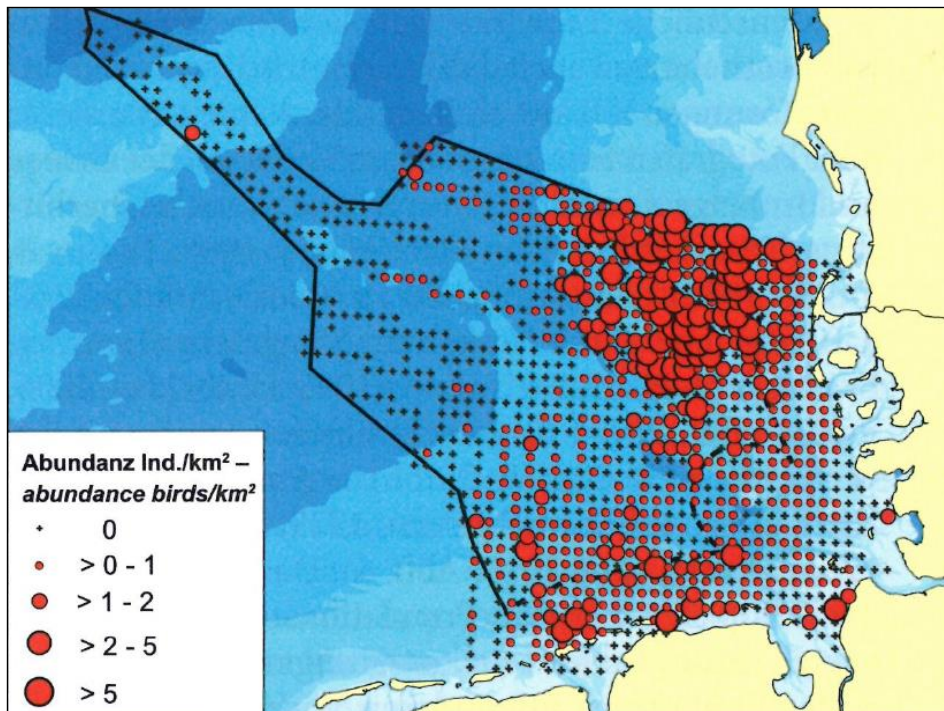 Abundanz Ind./km² –
abundance birds/km²
0
> 0 - 1
> 1 - 2
> 2 - 5
> 5